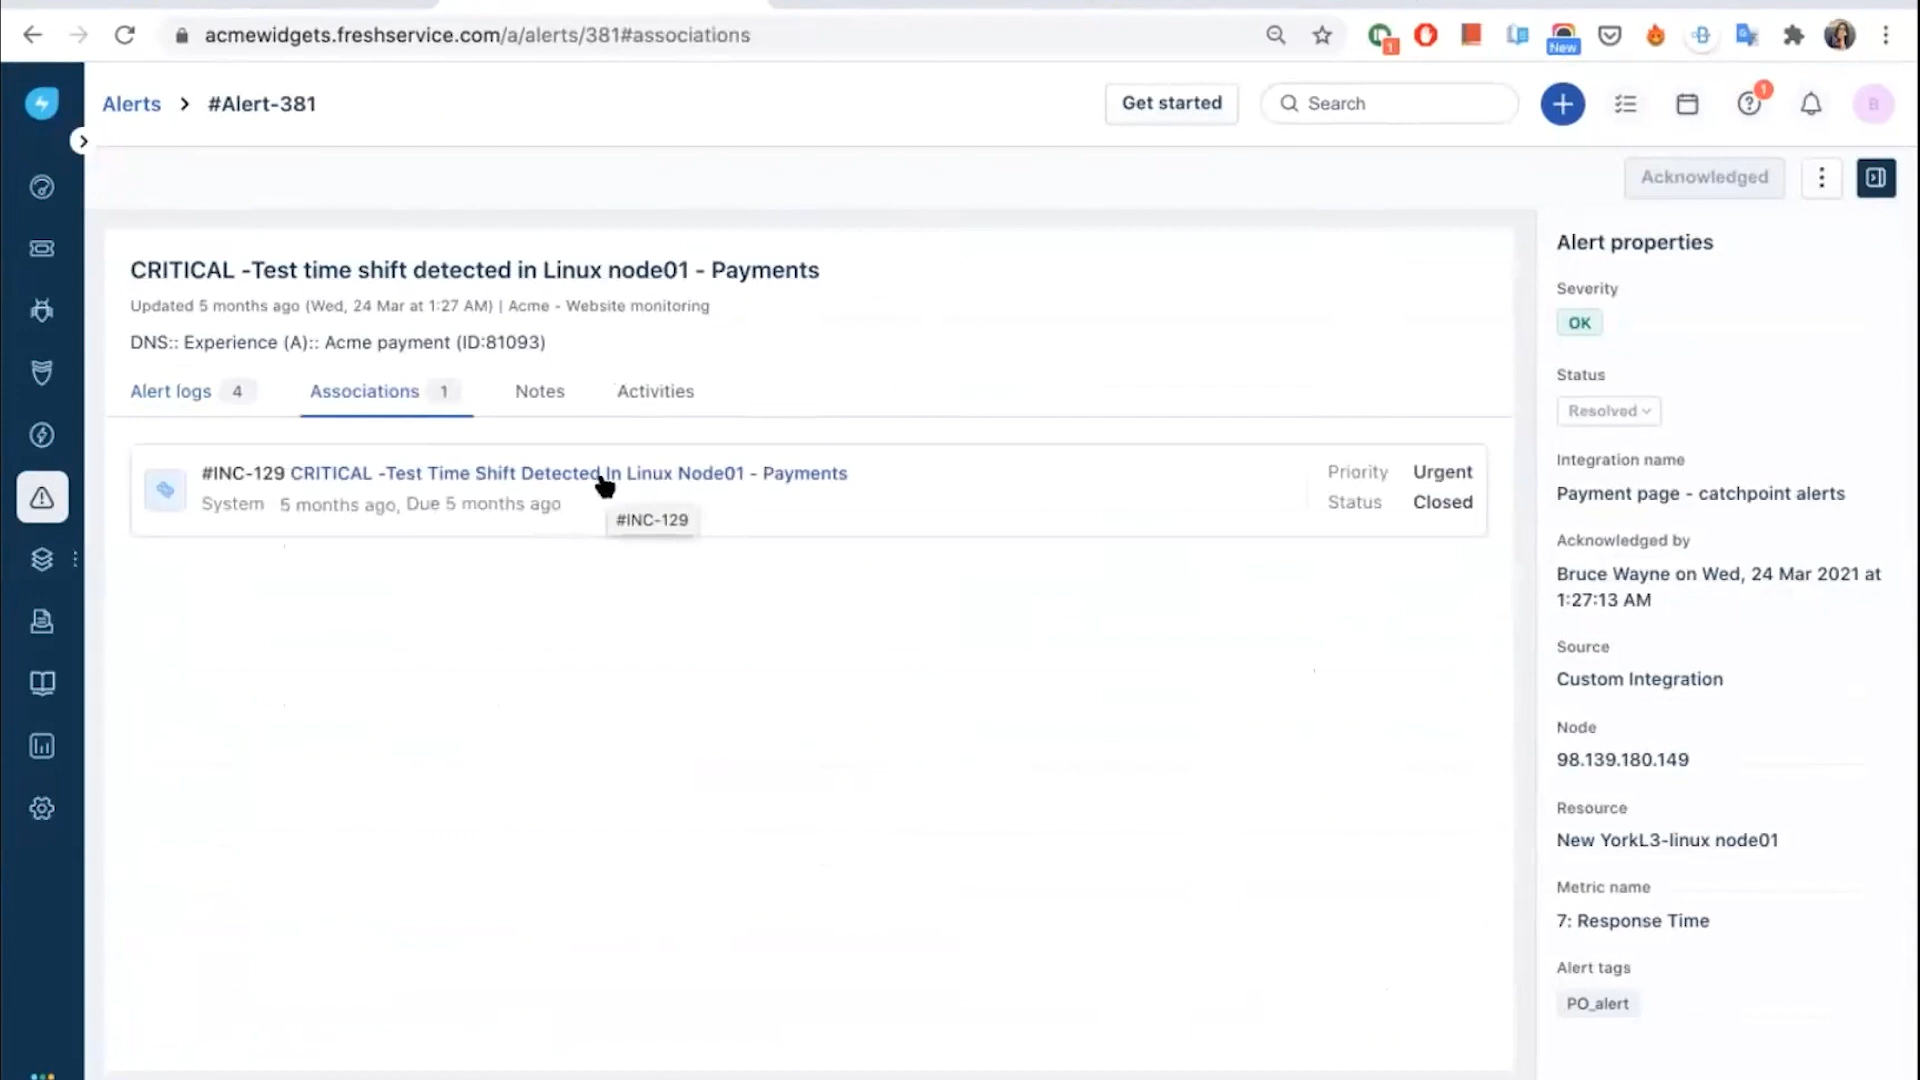 acmewidgets.freshservice.com/a/alerts/381#associations
1
New
Alerts > #Alert-381
Get started
Search
1
B
Acknowledged
CRITICAL -Test time shift detected in Linux node01 - Payments
Updated 5 months ago (Wed, 24 Mar at 1:27 AM) | Acme - Website monitoring
DNS:: Experience (A):: Acme payment (ID:81093)
Alert logs 4 Associations 1 Notes Activities
#INC-129 CRITICAL -Test Time Shift Detected In Linux Node01 - Payments
System 5 months ago, Due 5 months ago
#INC-129
Priority Urgent
Status Closed
Alert properties
Severity
OK
Status
Resolved
Integration name
Payment page - catchpoint alerts
Acknowledged by
Bruce Wayne on Wed, 24 Mar 2021 at
1:27:13 AM
Source
Custom Integration
Node
98.139.180.149
Resource
New YorkL3-linux node01
Metric name
7: Response Time
Alert tags
PO_alert